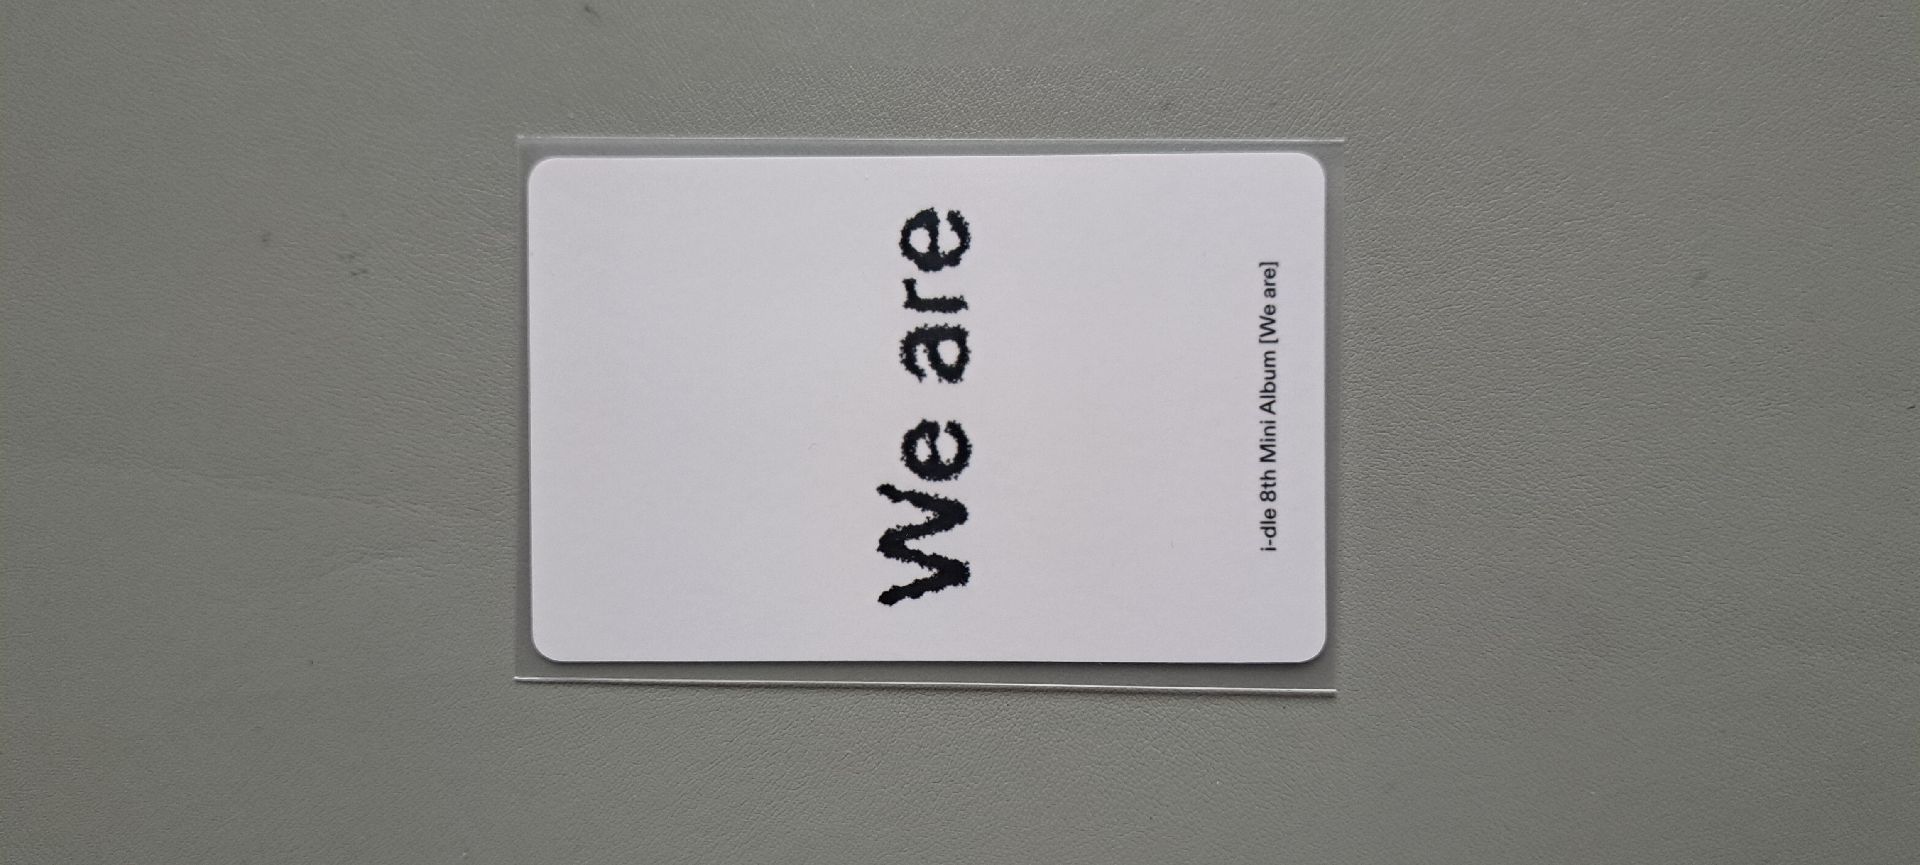 We are
i-dle 8th Mini Album [We are]